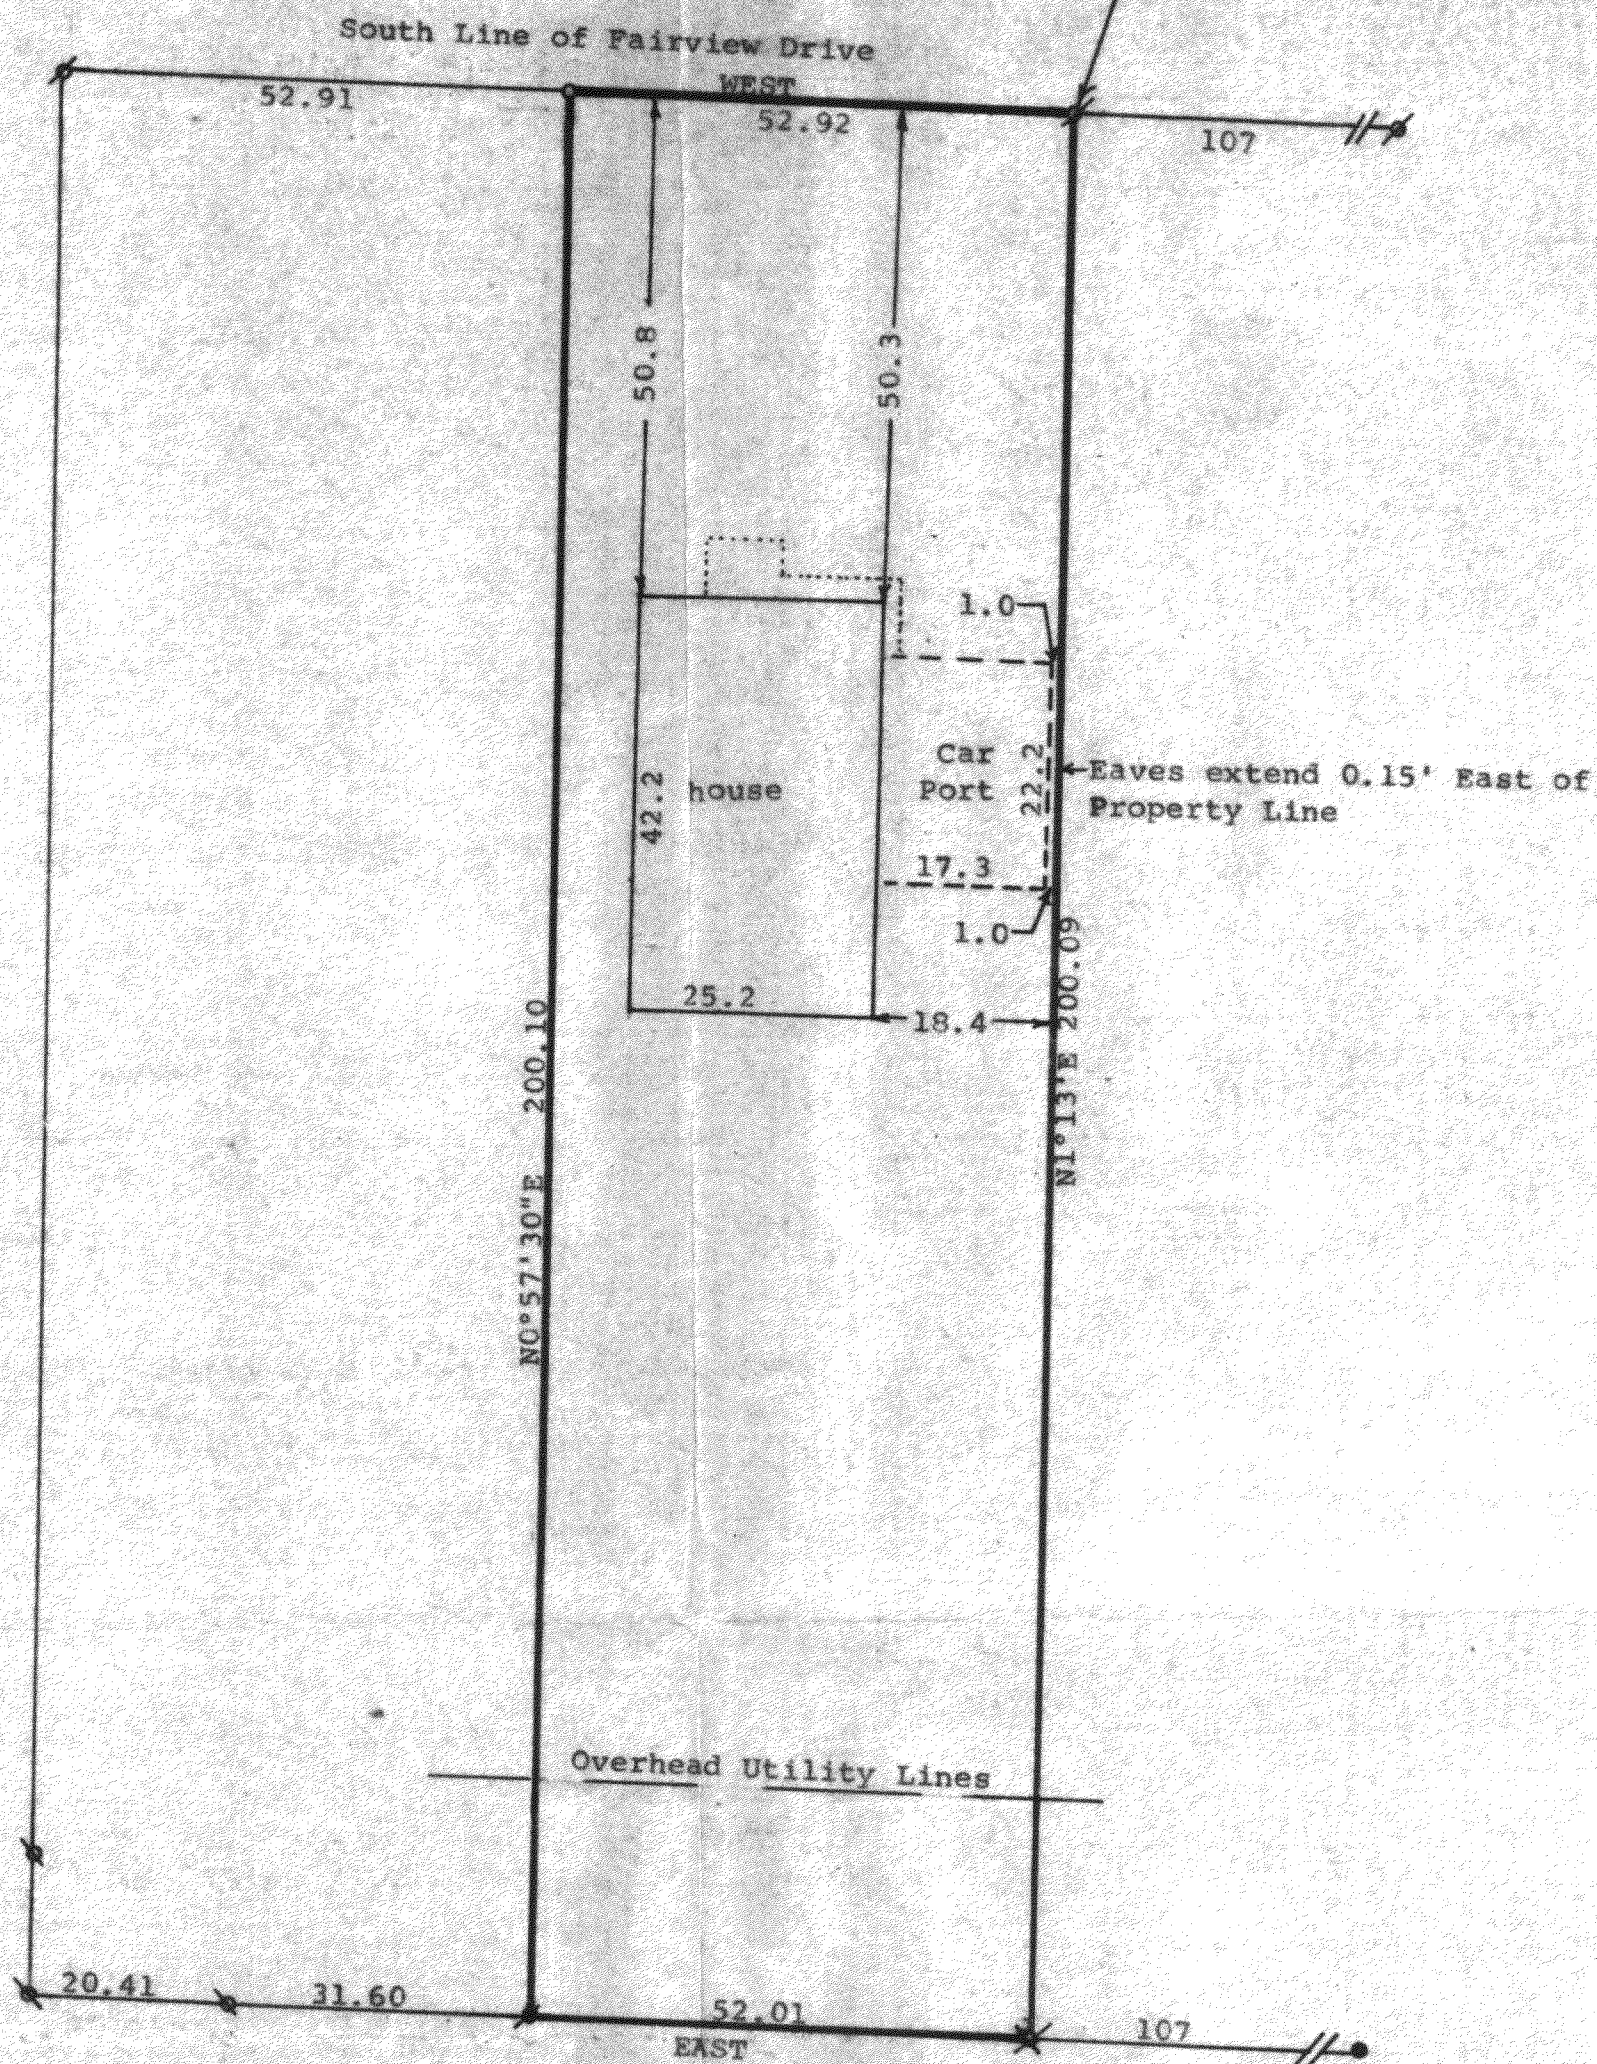 South Line of Fairview Drive
WEST
52.91
52.92
107
50.8
50.3
1.0
Car
Port
22.2
Eaves extend 0.15' East of
Property Line
42.2
house
17.3
1.0
25.2
18.4
N0°57'30"E 200.10
N1°13'E 200.09
Overhead Utility Lines
20.41
31.60
52.01
107
EAST